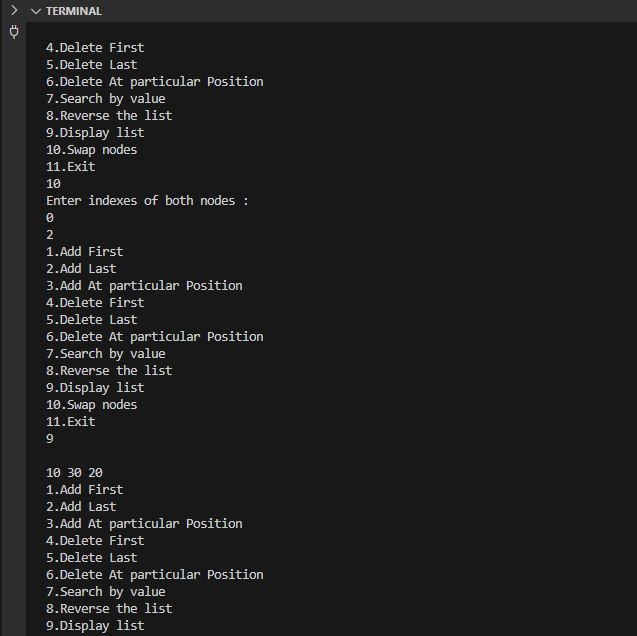 TERMINAL
4.Delete First
5.Delete Last
6.Delete At particular Position
7.Search by value
8.Reverse the list
9.Display list
10.Swap nodes
11.Exit
10
Enter indexes of both nodes :
0
2
1.Add First
2.Add Last
3.Add At particular Position
4.Delete First
5.Delete Last
6.Delete At particular Position
7.Search by value
8.Reverse the list
9.Display list
10.Swap nodes
11.Exit
9
10 30 20
1.Add First
2.Add Last
3.Add At particular Position
4.Delete First
5.Delete Last
6.Delete At particular Position
7.Search by value
8.Reverse the list
9.Display list